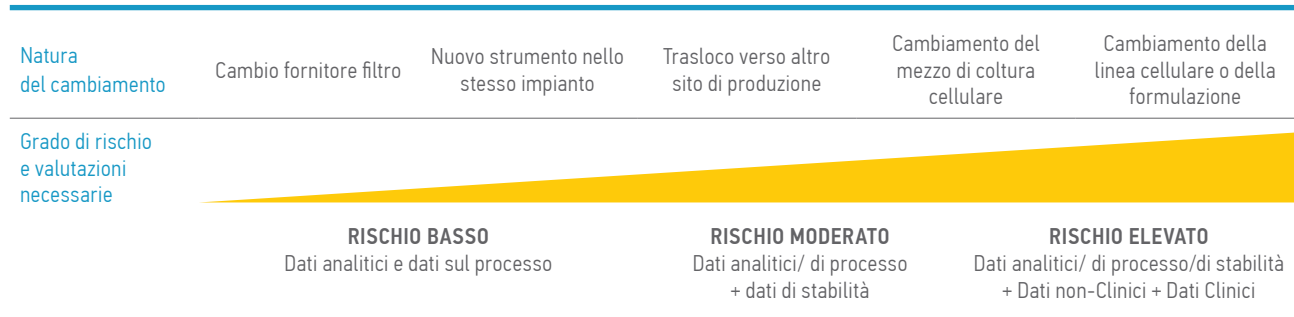 Natura
del cambiamento
Cambio fornitore filtro
Nuovo strumento nello
stesso impianto
Trasloco verso altro
sito di produzione
Cambiamento del
mezzo di coltura
cellulare
Cambiamento della
linea cellulare o della
formulazione
Grado di rischio
e valutazioni
necessarie
RISCHIO BASSO
Dati analitici e dati sul processo
RISCHIO MODERATO
Dati analitici/ di processo
+ dati di stabilità
RISCHIO ELEVATO
Dati analitici/ di processo/di stabilità
+ Dati non-Clinici + Dati Clinici